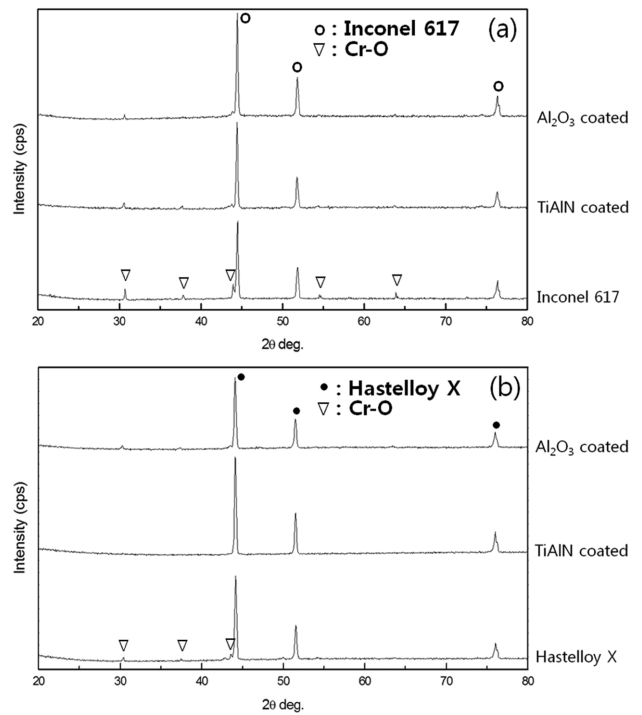 o : Inconel 617 (a)
▽ : Cr-O
Al₂O₃ coated
TiAlN coated
Inconel 617
Intensity (cps)
20 30 40 50 60 70 80
2θ deg.
● : Hastelloy X (b)
▽ : Cr-O
Al₂O₃ coated
TiAlN coated
Hastelloy X
Intensity (cps)
20 30 40 50 60 70 80
2θ deg.